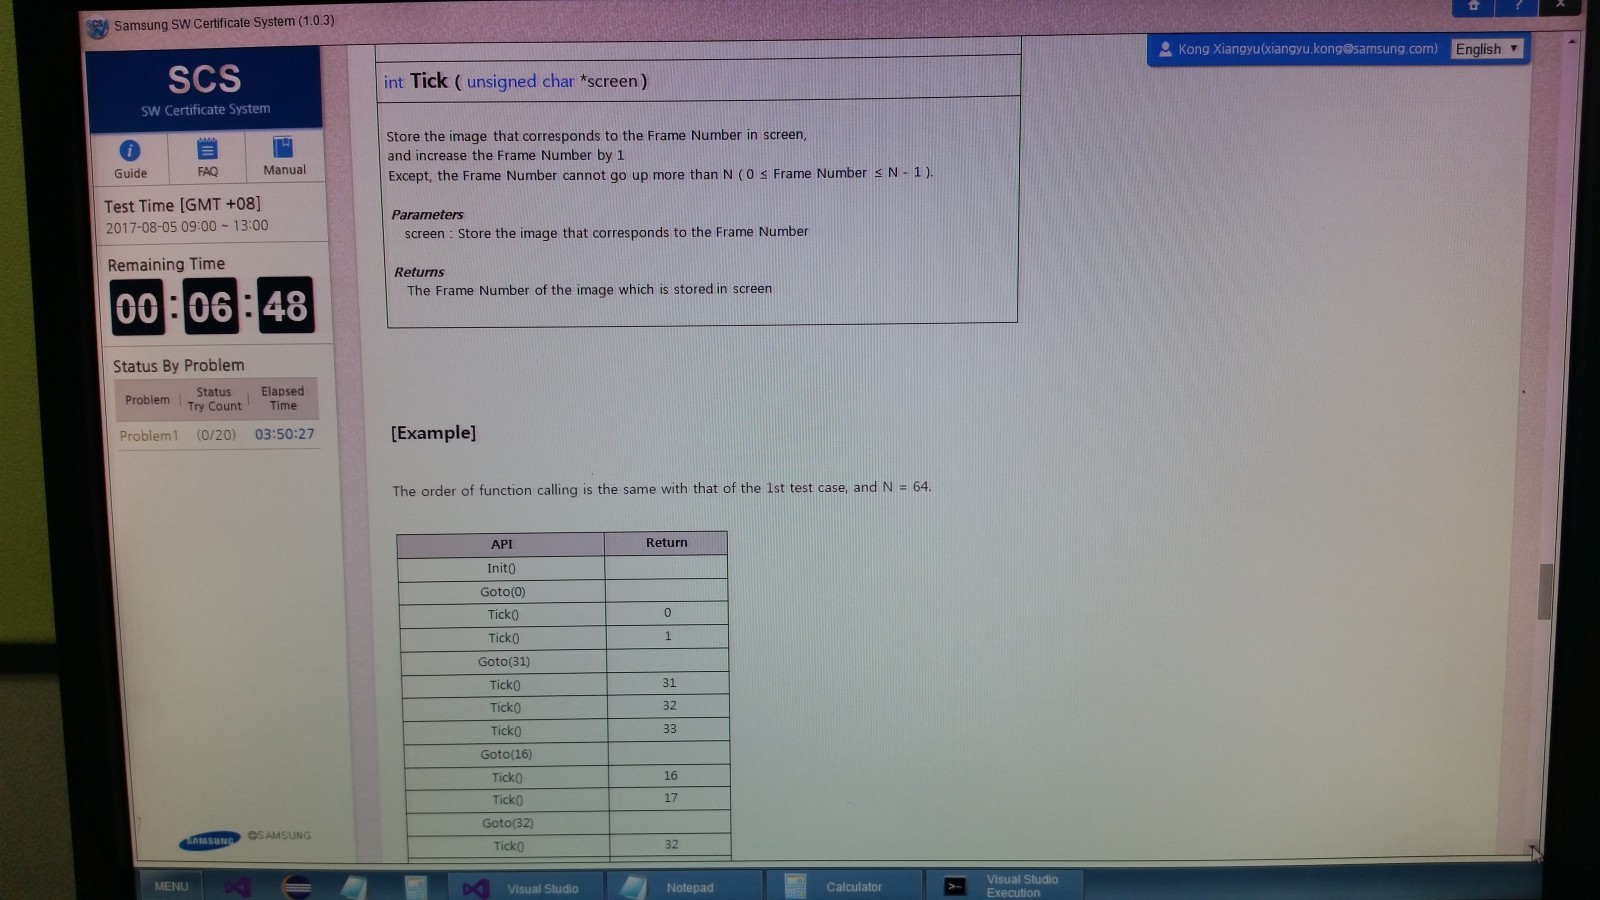 Samsung SW Certificate System (1.0.3)
? x
Kong Xiangyu(xiangyu.kong@samsung.com) English
SCS
SW Certificate System
Guide FAQ Manual
Test Time [GMT +08]
2017-08-05 09:00 ~ 13:00
Remaining Time
00 : 06 : 48
Status By Problem
Problem Status Try Count Elapsed Time
Problem1 (0/20) 03:50:27
SAMSUNG ©SAMSUNG
int Tick ( unsigned char *screen )
Store the image that corresponds to the Frame Number in screen,
and increase the Frame Number by 1
Except, the Frame Number cannot go up more than N ( 0 ≤ Frame Number ≤ N - 1 ).
Parameters
screen : Store the image that corresponds to the Frame Number
Returns
The Frame Number of the image which is stored in screen
[Example]
The order of function calling is the same with that of the 1st test case, and N = 64.
API Return
Init()
Goto(0)
Tick() 0
Tick() 1
Goto(31)
Tick() 31
Tick() 32
Tick() 33
Goto(16)
Tick() 16
Tick() 17
Goto(32)
Tick() 32
MENU Visual Studio Notepad Calculator Visual Studio Execution